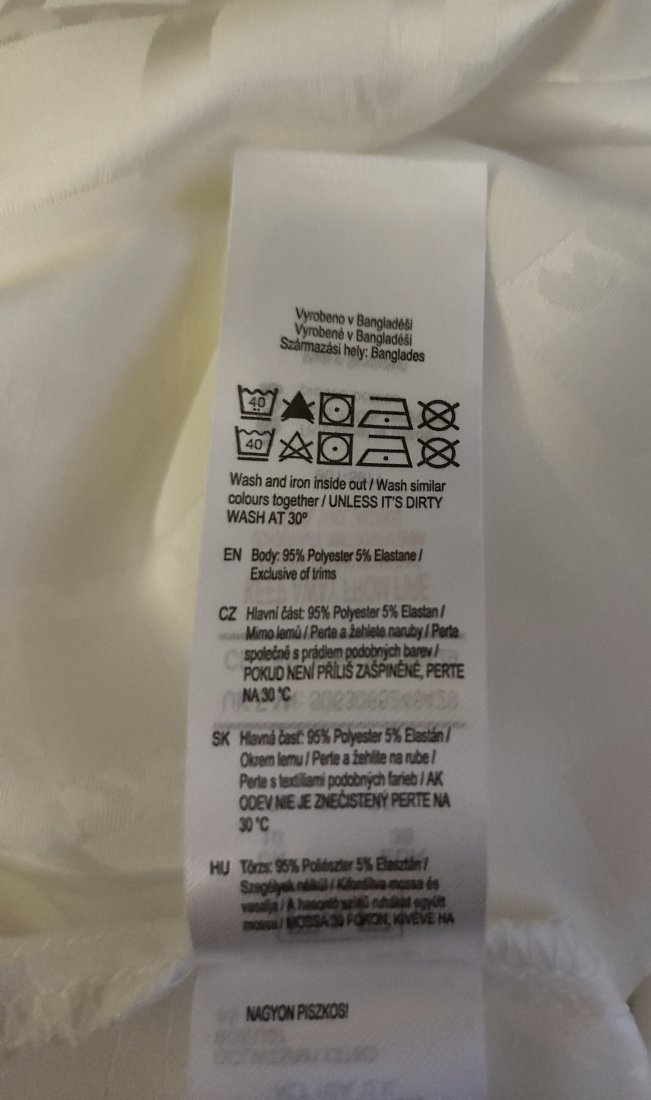 Vyrobeno v Bangladéši
Vyrobené v Bangladéši
Származási hely: Banglades
40
40
Wash and iron inside out / Wash similar
colours together / UNLESS IT'S DIRTY
WASH AT 30º
EN Body: 95% Polyester 5% Elastane /
Exclusive of trims
CZ Hlavní část: 95% Polyester 5% Elastan /
Mimo lemů / Perte a žehlete naruby / Perte
společně s prádlem podobných barev /
POKUD NENÍ PŘÍLIŠ ZAŠPINĚNÉ, PERTE
NA 30 °C
SK Hlavná časť: 95% Polyester 5% Elastán /
Okrem lemu / Perte a žehlite na rube /
Perte s textíliami podobných farieb / AK
ODEV NIE JE ZNEČISTENÝ PERTE NA
30 °C
HU Törzs: 95% Poliészter 5% Elasztán /
Szegélyek nélkül / Kifordítva mossa és
vasalja / A hasonló színű ruhákat együtt
mossa / MOSSA 30 FOKON, KIVÉVE HA
NAGYON PISZKOS!